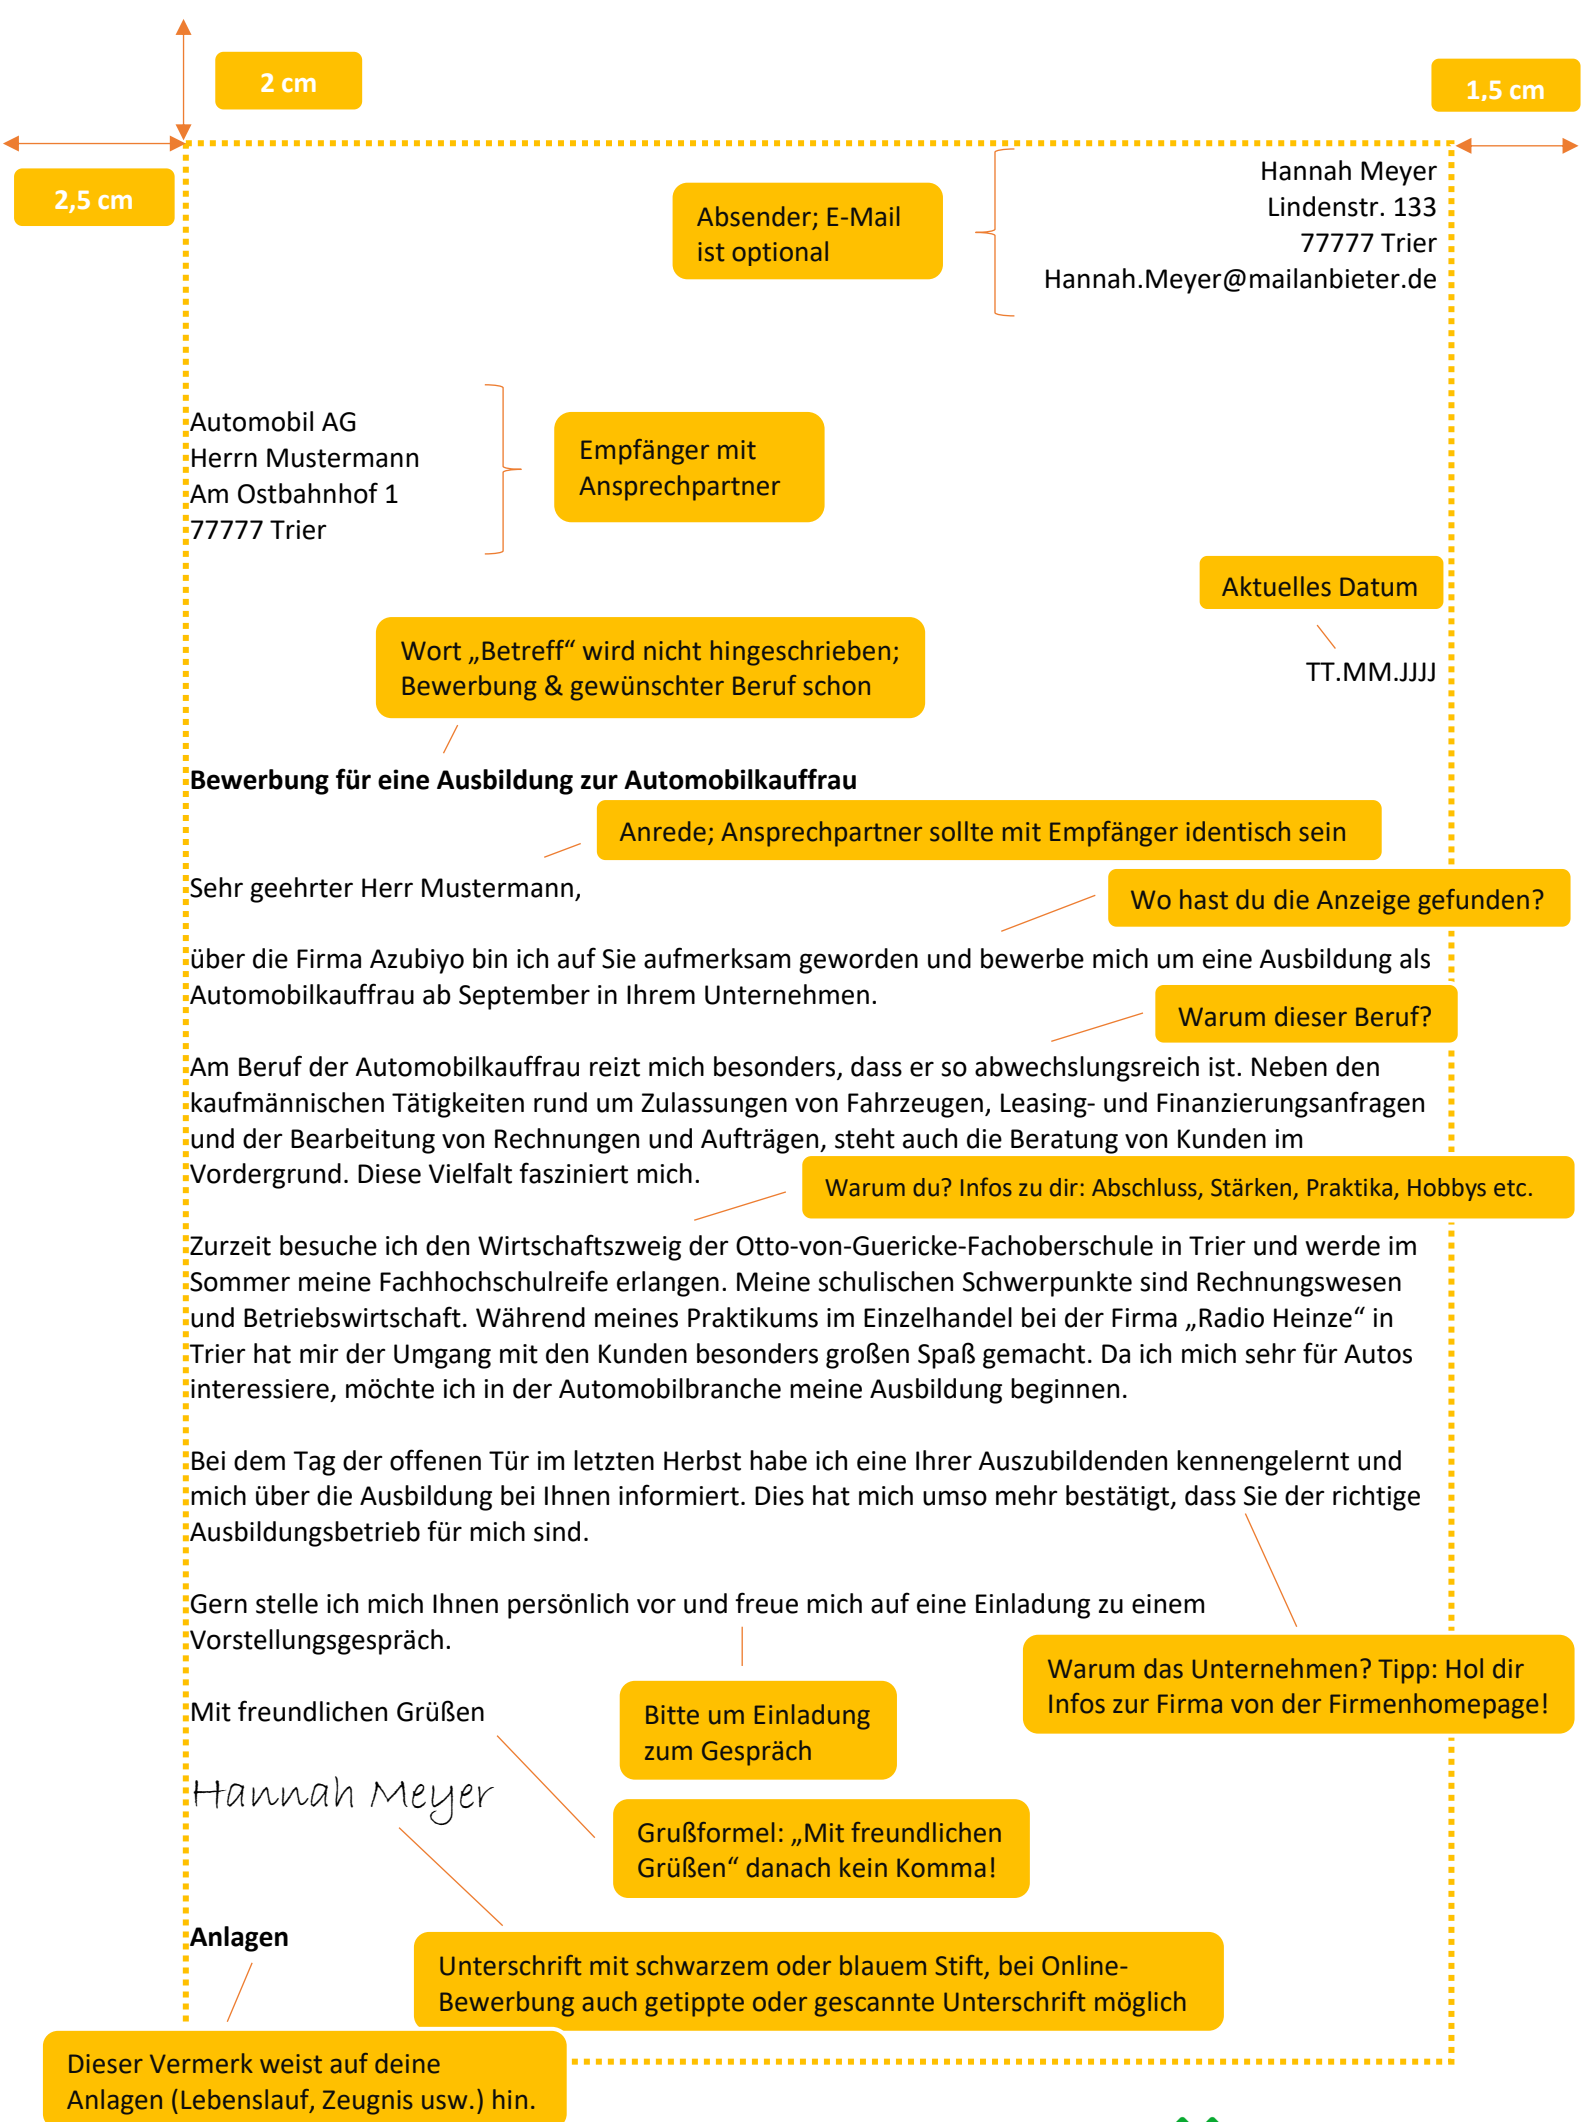 2 cm
1,5 cm
2,5 cm
Absender; E-Mail
ist optional
Hannah Meyer
Lindenstr. 133
77777 Trier
Hannah.Meyer@mailanbieter.de
Automobil AG
Herrn Mustermann
Am Ostbahnhof 1
77777 Trier
Empfänger mit
Ansprechpartner
Aktuelles Datum
TT.MM.JJJJ
Wort „Betreff“ wird nicht hingeschrieben;
Bewerbung & gewünschter Beruf schon
Bewerbung für eine Ausbildung zur Automobilkauffrau
Anrede; Ansprechpartner sollte mit Empfänger identisch sein
Sehr geehrter Herr Mustermann,
Wo hast du die Anzeige gefunden?
über die Firma Azubiyo bin ich auf Sie aufmerksam geworden und bewerbe mich um eine Ausbildung als
Automobilkauffrau ab September in Ihrem Unternehmen.
Warum dieser Beruf?
Am Beruf der Automobilkauffrau reizt mich besonders, dass er so abwechslungsreich ist. Neben den
kaufmännischen Tätigkeiten rund um Zulassungen von Fahrzeugen, Leasing- und Finanzierungsanfragen
und der Bearbeitung von Rechnungen und Aufträgen, steht auch die Beratung von Kunden im
Vordergrund. Diese Vielfalt fasziniert mich.
Warum du? Infos zu dir: Abschluss, Stärken, Praktika, Hobbys etc.
Zurzeit besuche ich den Wirtschaftszweig der Otto-von-Guericke-Fachoberschule in Trier und werde im
Sommer meine Fachhochschulreife erlangen. Meine schulischen Schwerpunkte sind Rechnungswesen
und Betriebswirtschaft. Während meines Praktikums im Einzelhandel bei der Firma „Radio Heinze“ in
Trier hat mir der Umgang mit den Kunden besonders großen Spaß gemacht. Da ich mich sehr für Autos
interessiere, möchte ich in der Automobilbranche meine Ausbildung beginnen.
Bei dem Tag der offenen Tür im letzten Herbst habe ich eine Ihrer Auszubildenden kennengelernt und
mich über die Ausbildung bei Ihnen informiert. Dies hat mich umso mehr bestätigt, dass Sie der richtige
Ausbildungsbetrieb für mich sind.
Gern stelle ich mich Ihnen persönlich vor und freue mich auf eine Einladung zu einem
Vorstellungsgespräch.
Warum das Unternehmen? Tipp: Hol dir
Infos zur Firma von der Firmenhomepage!
Mit freundlichen Grüßen
Bitte um Einladung
zum Gespräch
Hannah Meyer
Grußformel: „Mit freundlichen
Grüßen“ danach kein Komma!
Anlagen
Unterschrift mit schwarzem oder blauem Stift, bei Online-
Bewerbung auch getippte oder gescannte Unterschrift möglich
Dieser Vermerk weist auf deine
Anlagen (Lebenslauf, Zeugnis usw.) hin.